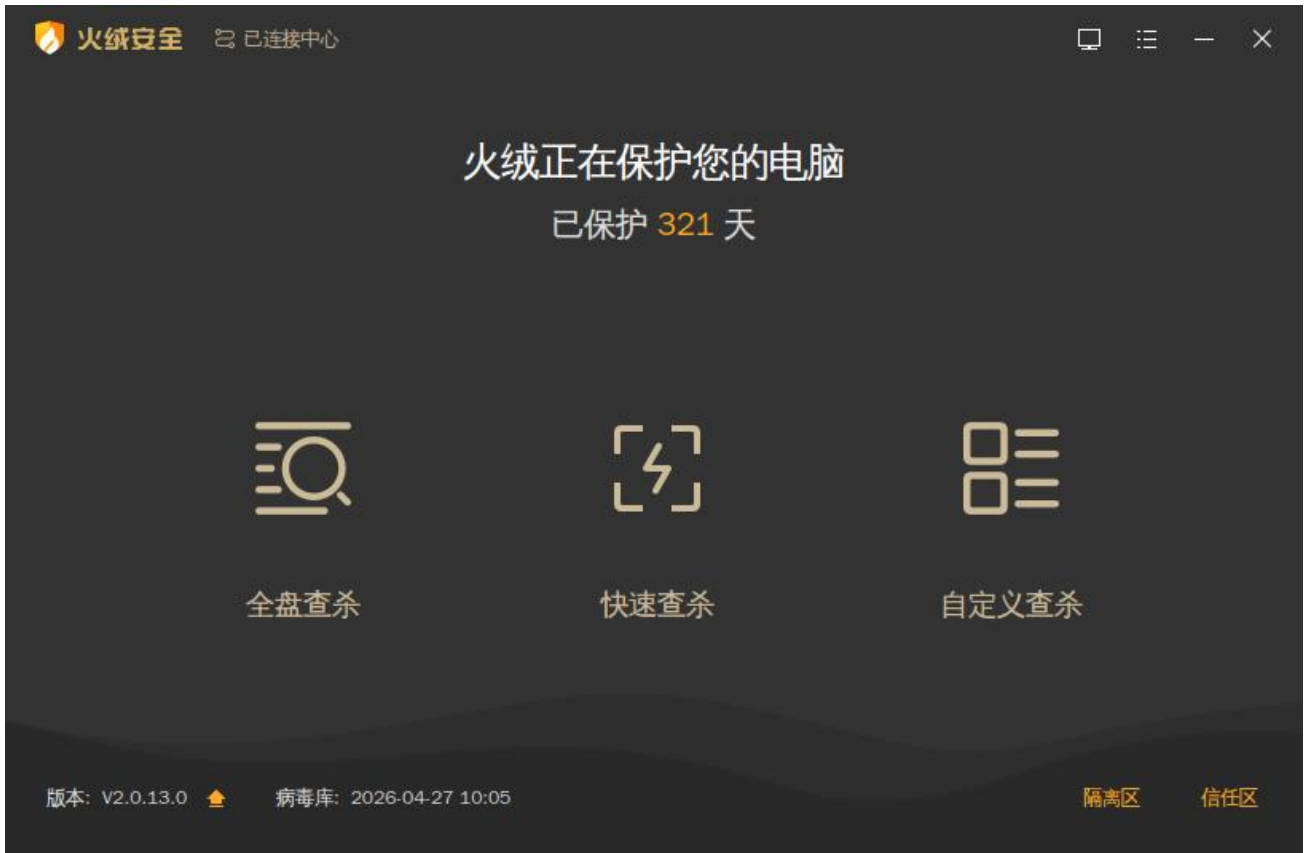 火绒安全 已连接中心
火绒正在保护您的电脑
已保护 321 天
全盘查杀 快速查杀 自定义查杀
版本: V2.0.13.0 病毒库: 2026-04-27 10:05 隔离区 信任区